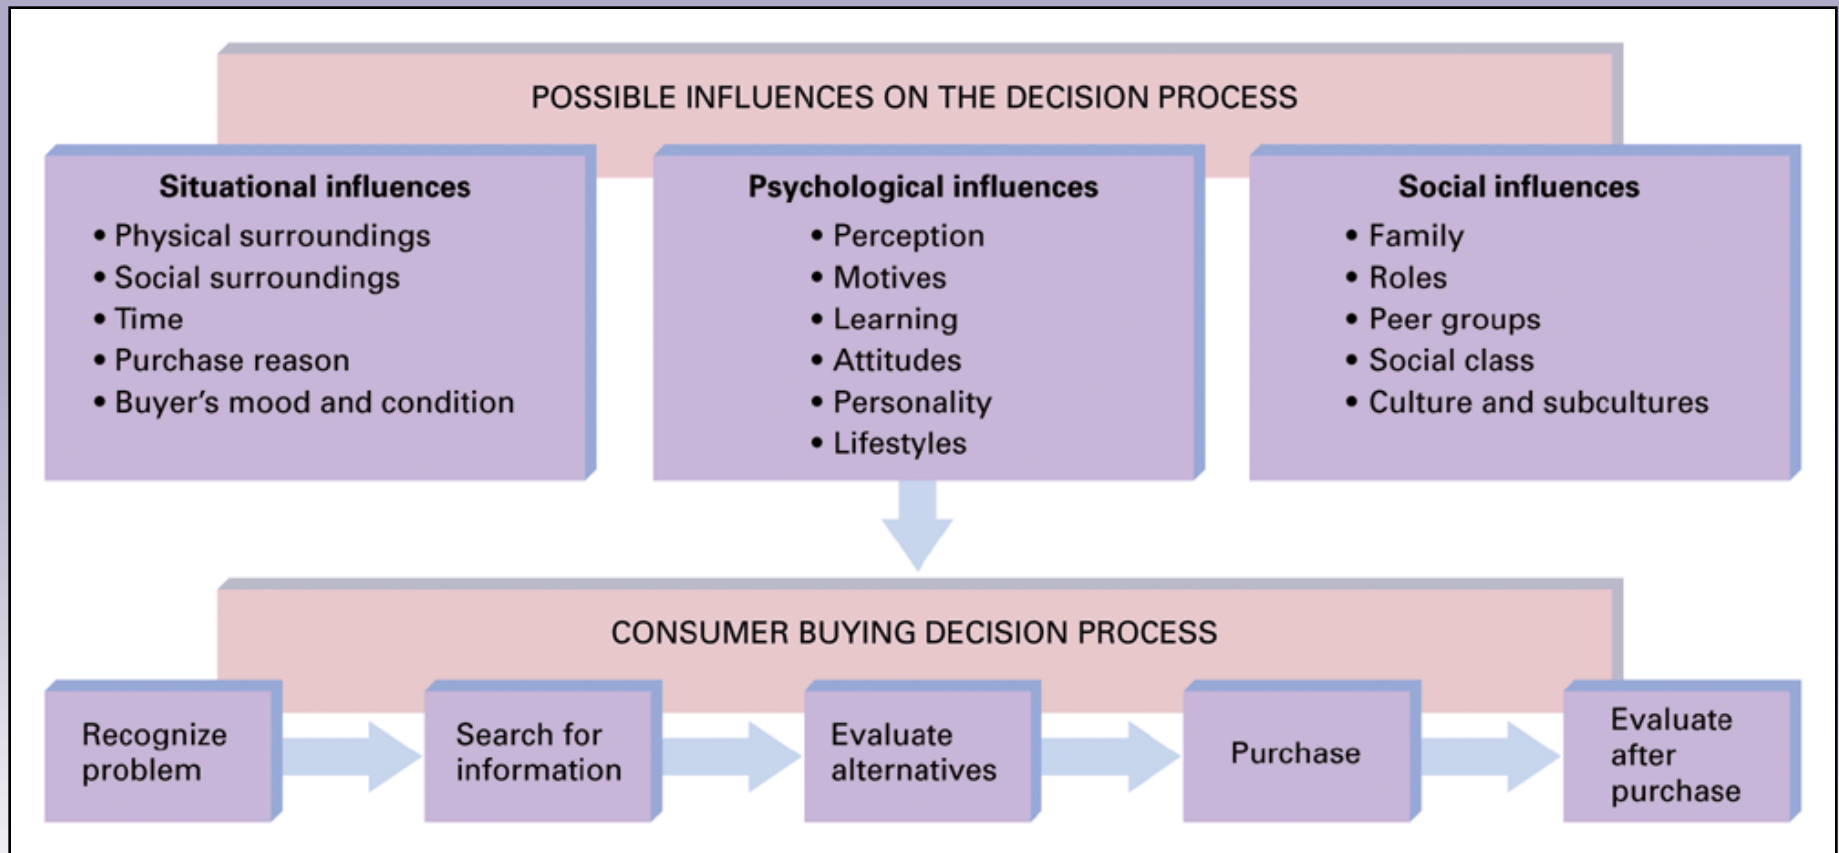 POSSIBLE INFLUENCES ON THE DECISION PROCESS
Situational influences
• Physical surroundings
• Social surroundings
• Time
• Purchase reason
• Buyer’s mood and condition
Psychological influences
• Perception
• Motives
• Learning
• Attitudes
• Personality
• Lifestyles
Social influences
• Family
• Roles
• Peer groups
• Social class
• Culture and subcultures
CONSUMER BUYING DECISION PROCESS
Recognize
problem
Search for
information
Evaluate
alternatives
Purchase
Evaluate
after
purchase